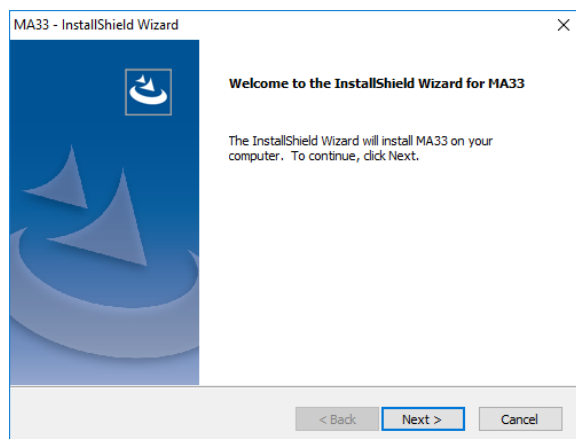 MA33 - InstallShield Wizard
Welcome to the InstallShield Wizard for MA33
The InstallShield Wizard will install MA33 on your
computer. To continue, click Next.
< Back Next > Cancel